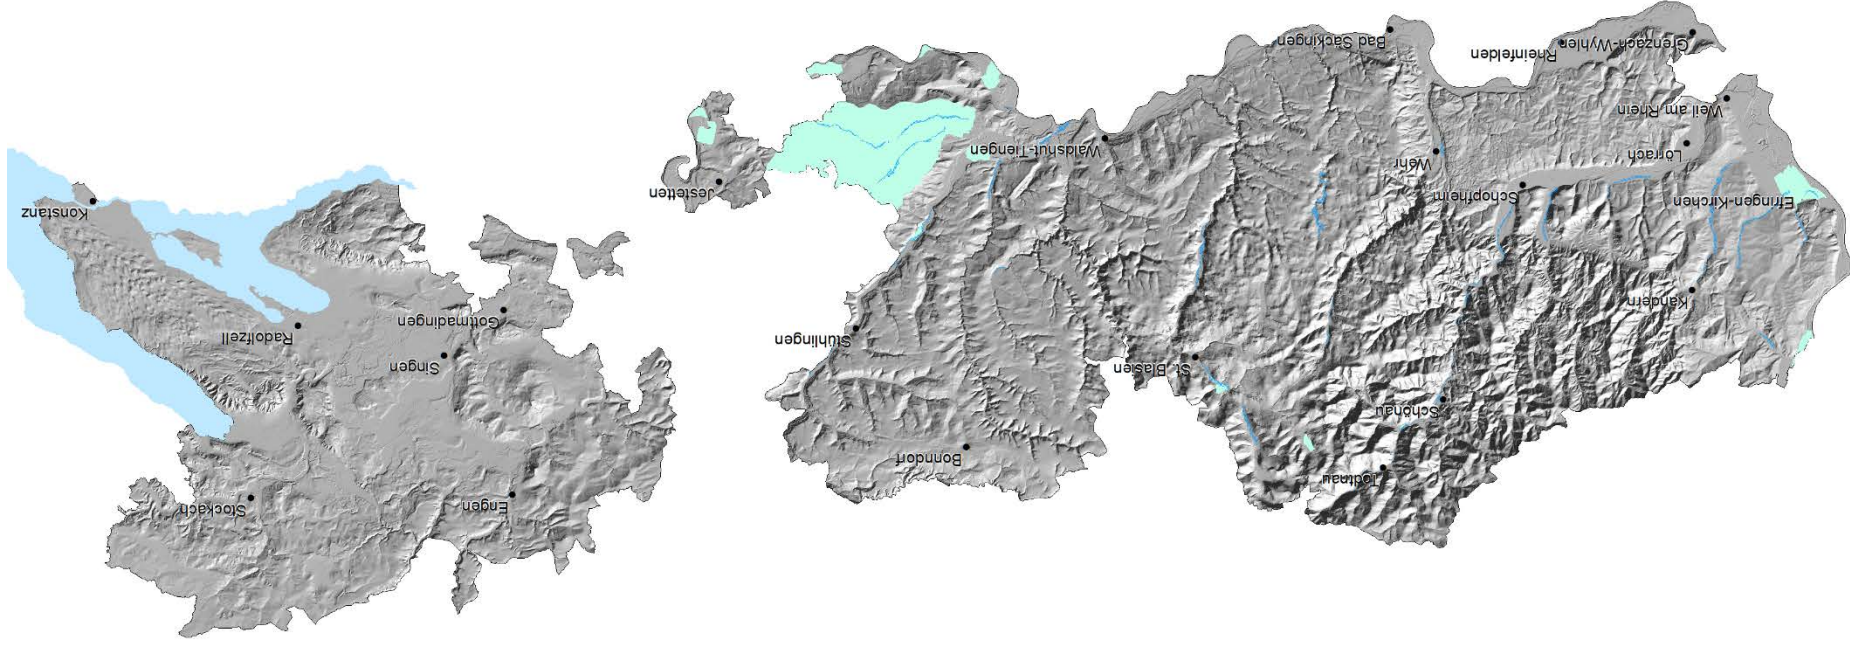 Engen
Stockach
Todtnau
Bonndorf
Schönau
St. Blasien
Singen
Stühlingen
Radolfzell
Gottmadingen
Kandern
Konstanz
Efringen-Kirchen
Schopfheim
Jestetten
Wehr
Lörrach
Waldshut-Tiengen
Weil am Rhein
Rheinfelden
Grenzach-Wyhlen
Bad Säckingen